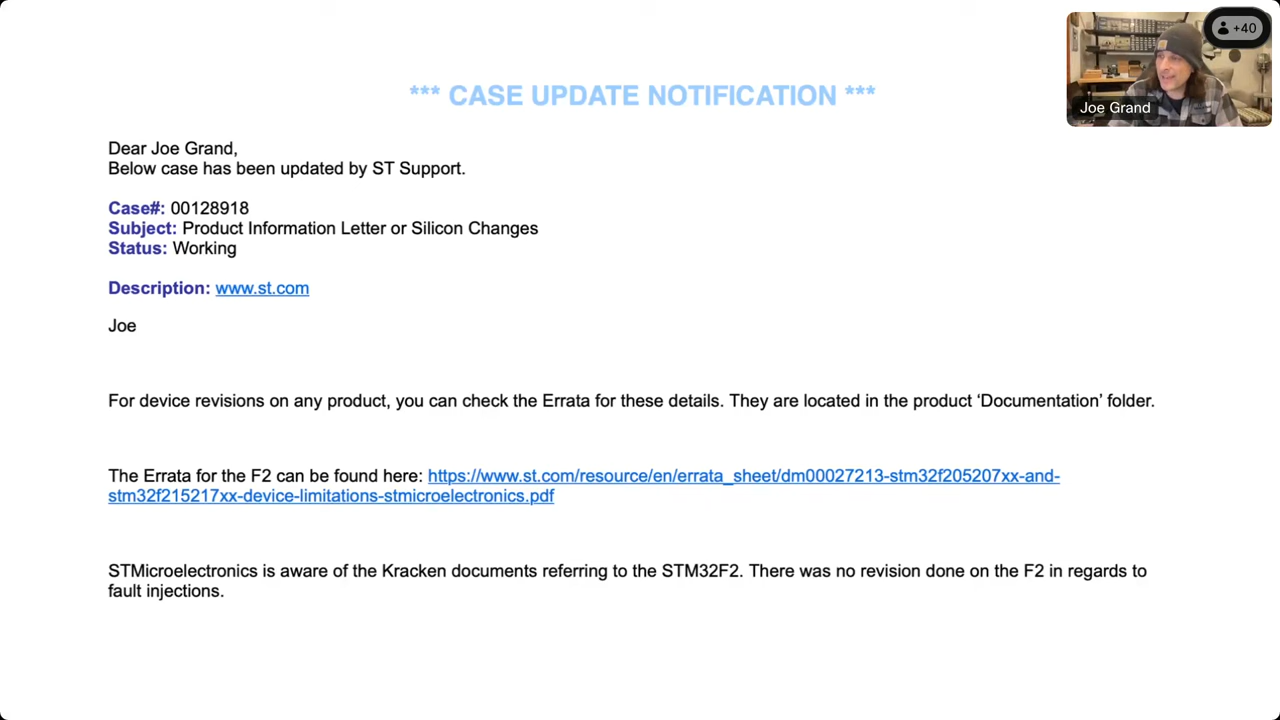 +40
Joe Grand
*** CASE UPDATE NOTIFICATION ***
Dear Joe Grand,
Below case has been updated by ST Support.
Case#: 00128918
Subject: Product Information Letter or Silicon Changes
Status: Working
Description: www.st.com
Joe
For device revisions on any product, you can check the Errata for these details. They are located in the product ‘Documentation’ folder.
The Errata for the F2 can be found here: https://www.st.com/resource/en/errata_sheet/dm00027213-stm32f205207xx-and-
stm32f215217xx-device-limitations-stmicroelectronics.pdf
STMicroelectronics is aware of the Kracken documents referring to the STM32F2. There was no revision done on the F2 in regards to
fault injections.